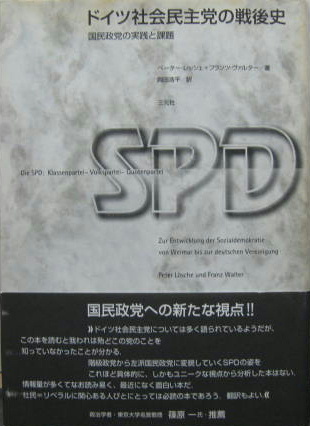 ドイツ社会民主党の戦後史
国民政党の実践と課題
ペーター・レッシェ+フランツ・ヴァルター/著
岡田浩平/訳
三元社
SPD
Die SPD: Klassenpartei–Volkspartei–Quotenpartei
Zur Entwicklung der Sozialdemokratie
von Weimar bis zur deutschen Vereinigung
Peter Lösche und Franz Walter
国民政党への新たな視点!!
》ドイツ社会民主党については多く語られているようだが、
この本を読むと我われは殆どこの党のことを
知っていなかったことが分かる.
階級政党から左派国民政党に変貌していくSPDの姿を
これほど具体的に、しかもユニークな視点から分析した本はない.
情報量が多くてなお読み易く、最近になく面白い本だ.
社民=リベラルに関心ある人びとにとっては必読の本であろう. 翻訳もよい.《
政治学者・東京大学名誉教授 篠原 一氏・推薦